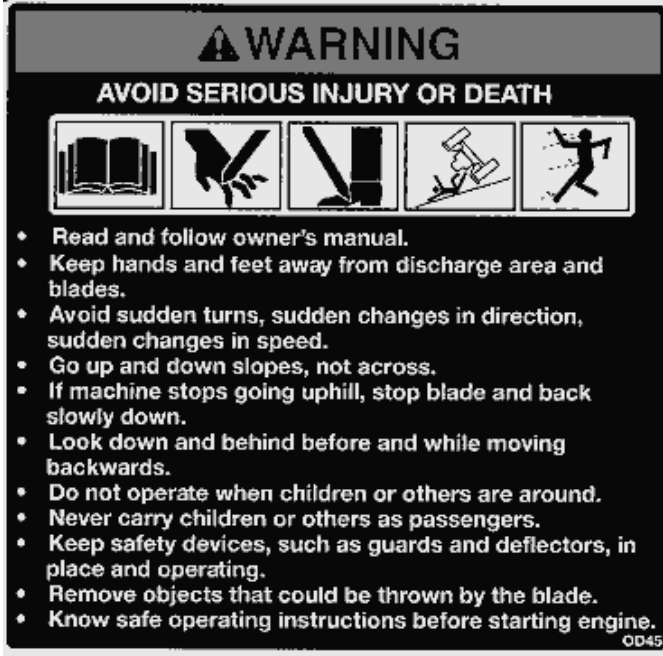 WARNING
AVOID SERIOUS INJURY OR DEATH
• Read and follow owner's manual.
• Keep hands and feet away from discharge area and
blades.
• Avoid sudden turns, sudden changes in direction,
sudden changes in speed.
• Go up and down slopes, not across.
• If machine stops going uphill, stop blade and back
slowly down.
• Look down and behind before and while moving
backwards.
• Do not operate when children or others are around.
• Never carry children or others as passengers.
• Keep safety devices, such as guards and deflectors, in
place and operating.
• Remove objects that could be thrown by the blade.
• Know safe operating instructions before starting engine.
OD45